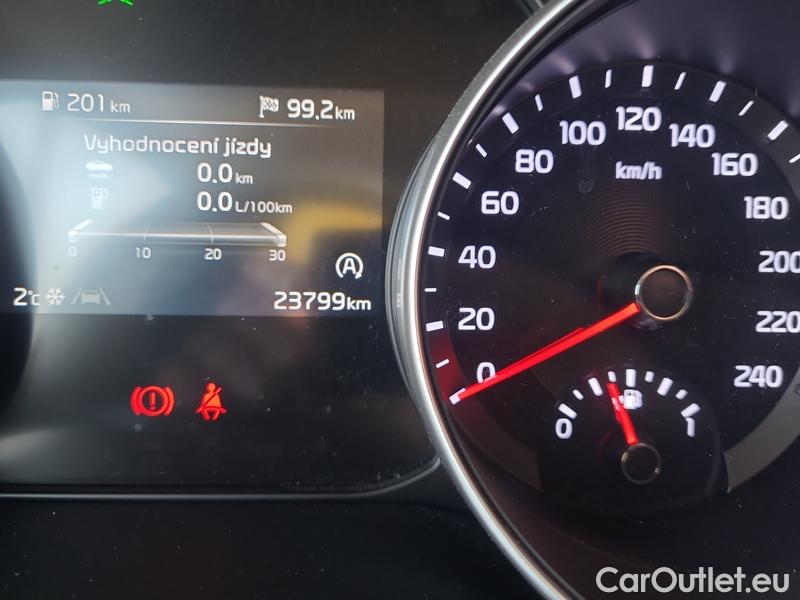 201 km 99.2 km
Vyhodnocení jízdy
0.0 km
0.0 L/100km
0 10 20 30
A
2°C 23799 km
0 20 40 60 80 100 120 140 160 180 200 220 240
km/h
0 1
CarOutlet.eu